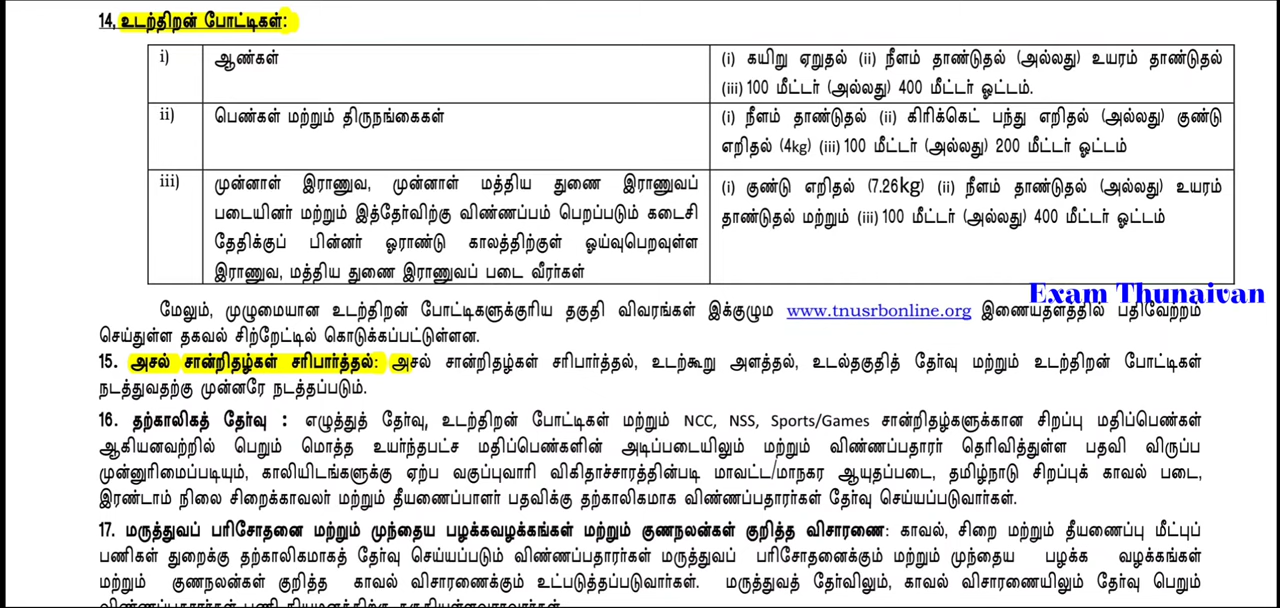 14, உடற்திறன் போட்டிகள்:
i) ஆண்கள்
(i) கயிறு ஏறுதல் (ii) நீளம் தாண்டுதல் (அல்லது) உயரம் தாண்டுதல்
(iii) 100 மீட்டர் (அல்லது) 400 மீட்டர் ஓட்டம்.
ii) பெண்கள் மற்றும் திருநங்கைகள்
(i) நீளம் தாண்டுதல் (ii) கிரிக்கெட் பந்து எறிதல் (அல்லது) குண்டு
எறிதல் (4kg) (iii) 100 மீட்டர் (அல்லது) 200 மீட்டர் ஓட்டம்
iii) முன்னாள் இராணுவ, முன்னாள் மத்திய துணை இராணுவப்
படையினர் மற்றும் இத்தேர்விற்கு விண்ணப்பம் பெறப்படும் கடைசி
தேதிக்குப் பின்னர் ஓராண்டு காலத்திற்குள் ஓய்வுபெறவுள்ள
இராணுவ, மத்திய துணை இராணுவப் படை வீரர்கள்
(i) குண்டு எறிதல் (7.26kg) (ii) நீளம் தாண்டுதல் (அல்லது) உயரம்
தாண்டுதல் மற்றும் (iii) 100 மீட்டர் (அல்லது) 400 மீட்டர் ஓட்டம்
Exam Thunaivan
மேலும், முழுமையான உடற்திறன் போட்டிகளுக்குரிய தகுதி விவரங்கள் இக்குழும www.tnusrbonline.org இணையதளத்தில் பதிவேற்றம்
செய்துள்ள தகவல் சிற்றேட்டில் கொடுக்கப்பட்டுள்ளன.
15. அசல் சான்றிதழ்கள் சரிபார்த்தல்: அசல் சான்றிதழ்கள் சரிபார்த்தல், உடற்கூறு அளத்தல், உடல்தகுதித் தேர்வு மற்றும் உடற்திறன் போட்டிகள்
நடத்துவதற்கு முன்னரே நடத்தப்படும்.
16. தற்காலிகத் தேர்வு : எழுத்துத் தேர்வு, உடற்திறன் போட்டிகள் மற்றும் NCC, NSS, Sports/Games சான்றிதழ்களுக்கான சிறப்பு மதிப்பெண்கள்
ஆகியனவற்றில் பெறும் மொத்த உயர்ந்தபட்ச மதிப்பெண்களின் அடிப்படையிலும் மற்றும் விண்ணப்பதாரர் தெரிவித்துள்ள பதவி விருப்ப
முன்னுரிமைப்படியும், காலியிடங்களுக்கு ஏற்ப வகுப்புவாரி விகிதாச்சாரத்தின்படி மாவட்ட/மாநகர ஆயுதப்படை, தமிழ்நாடு சிறப்புக் காவல் படை,
இரண்டாம் நிலை சிறைக்காவலர் மற்றும் தீயணைப்பாளர் பதவிக்கு தற்காலிகமாக விண்ணப்பதாரர்கள் தேர்வு செய்யப்படுவார்கள்.
17. மருத்துவப் பரிசோதனை மற்றும் முந்தைய பழக்கவழக்கங்கள் மற்றும் குணநலன்கள் குறித்த விசாரணை: காவல், சிறை மற்றும் தீயணைப்பு மீட்புப்
பணிகள் துறைக்கு தற்காலிகமாகத் தேர்வு செய்யப்படும் விண்ணப்பதாரர்கள் மருத்துவப் பரிசோதனைக்கும் மற்றும் முந்தைய பழக்க வழக்கங்கள்
மற்றும் குணநலன்கள் குறித்த காவல் விசாரணைக்கும் உட்படுத்தப்படுவார்கள். மருத்துவத் தேர்விலும், காவல் விசாரணையிலும் தேர்வு பெறும்